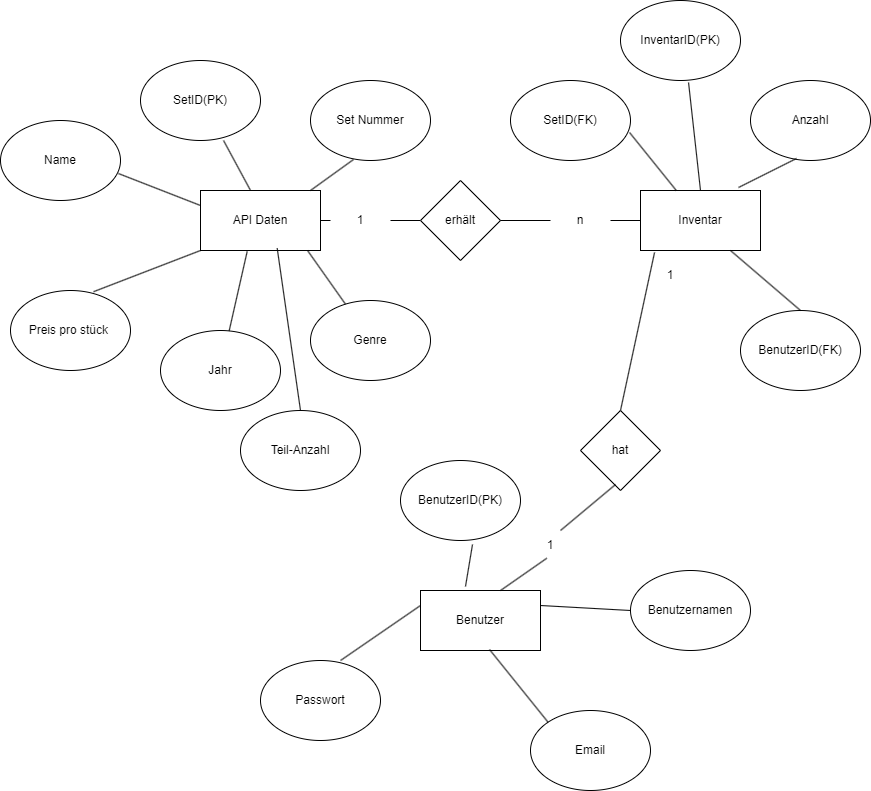 InventarID(PK)
SetID(PK)
Set Nummer
SetID(FK)
Anzahl
Name
API Daten
1
erhält
n
Inventar
1
Preis pro stück
Jahr
Genre
BenutzerID(FK)
Teil-Anzahl
hat
BenutzerID(PK)
1
Benutzer
Benutzernamen
Passwort
Email